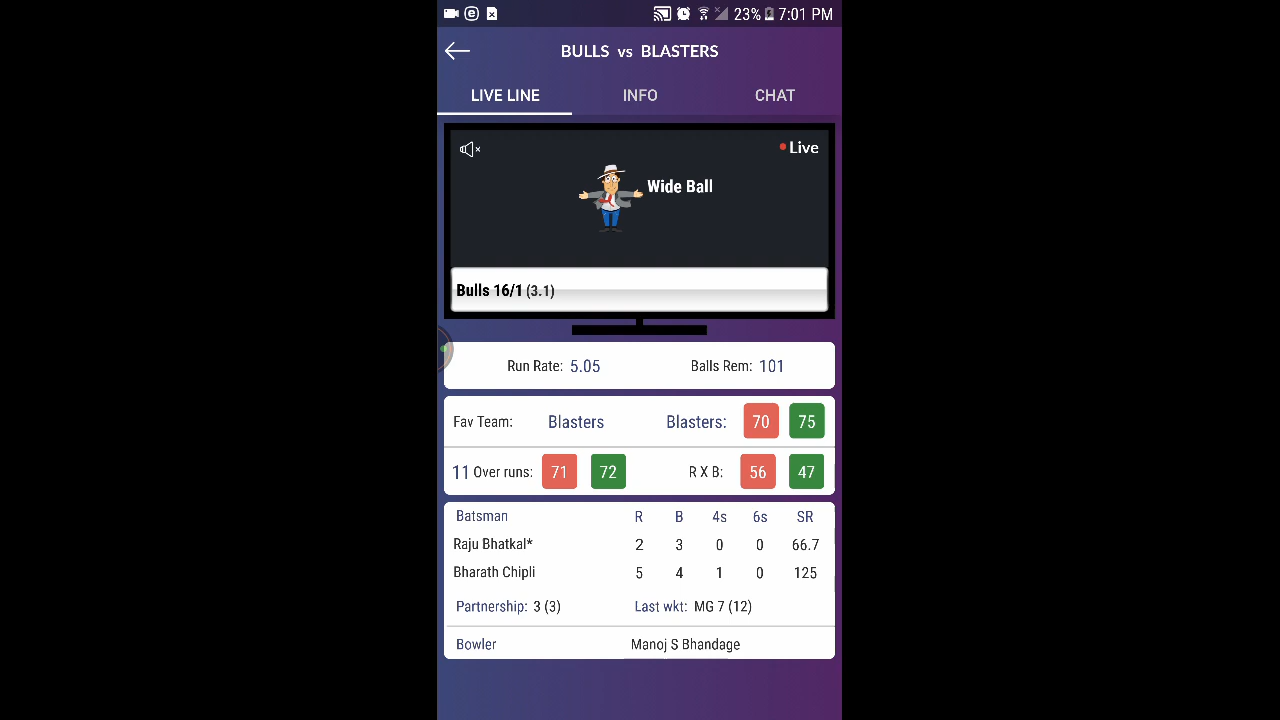 23% 7:01 PM
BULLS vs BLASTERS
LIVE LINE INFO CHAT
Live
Wide Ball
Bulls 16/1 (3.1)
Run Rate: 5.05 Balls Rem: 101
Fav Team: Blasters Blasters: 70 75
11 Over runs: 71 72 R X B: 56 47
Batsman R B 4s 6s SR
Raju Bhatkal* 2 3 0 0 66.7
Bharath Chipli 5 4 1 0 125
Partnership: 3 (3) Last wkt: MG 7 (12)
Bowler Manoj S Bhandage